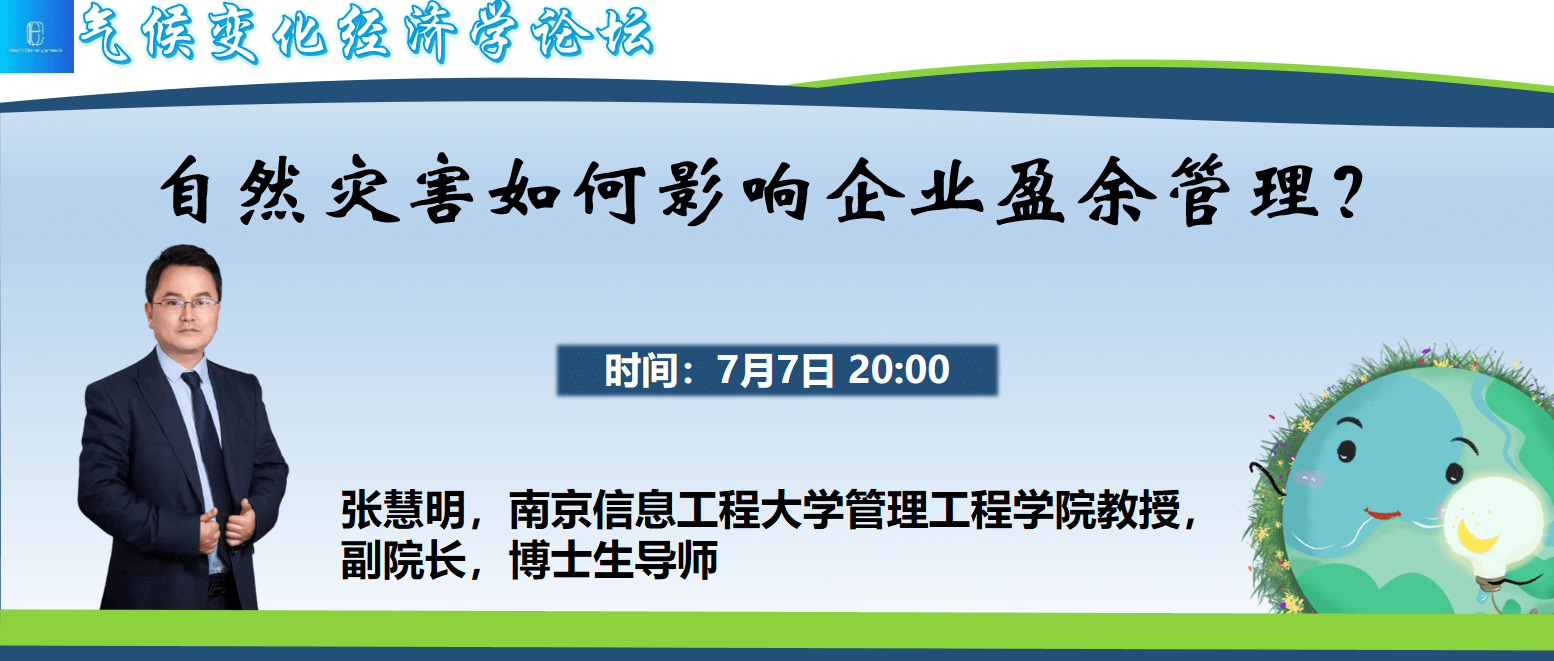 气候变化经济学论坛
自然灾害如何影响企业盈余管理？
时间：7月7日 20:00
张慧明，南京信息工程大学管理工程学院教授，
副院长，博士生导师